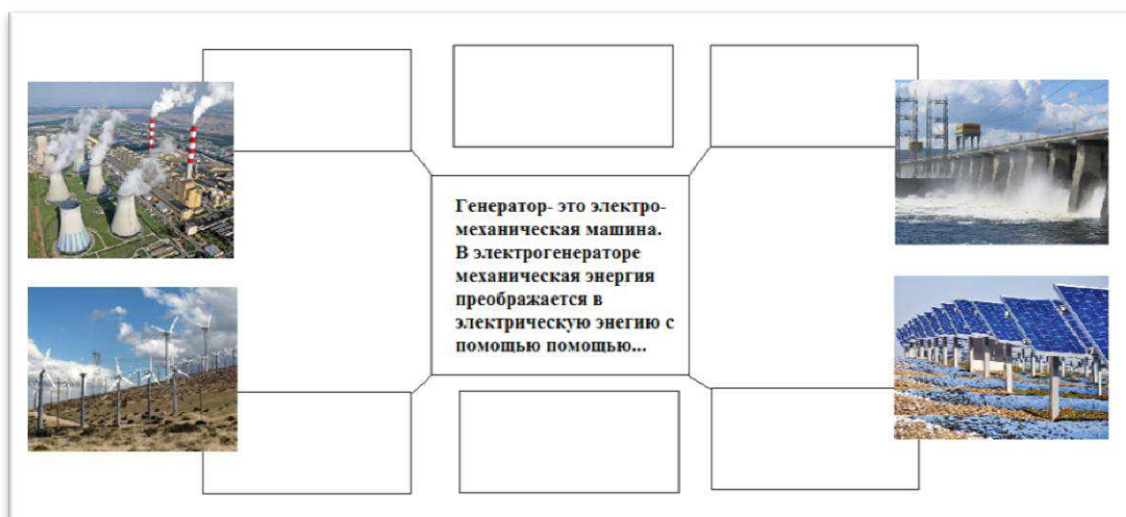 Генератор- это электро-
механическая машина.
В электрогенераторе
механическая энергия
преображается в
электрическую энегию с
помощью помощью...